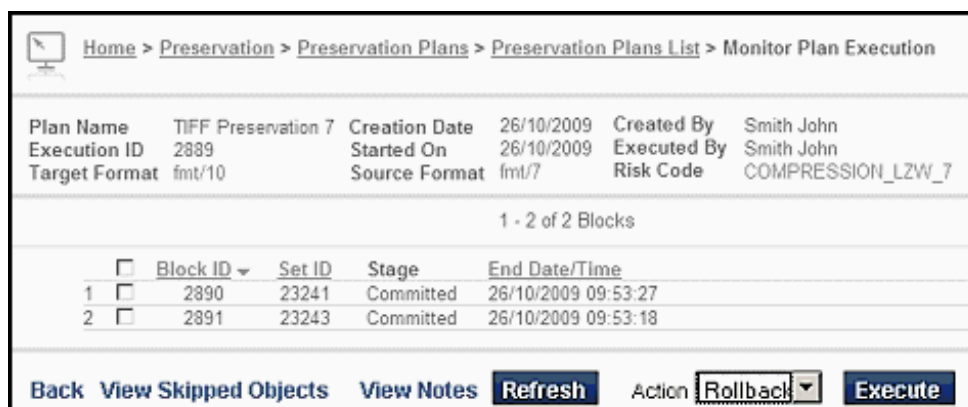 Home > Preservation > Preservation Plans > Preservation Plans List > Monitor Plan Execution
Plan Name TIFF Preservation 7 Creation Date 26/10/2009 Created By Smith John
Execution ID 2889 Started On 26/10/2009 Executed By Smith John
Target Format fmt/10 Source Format fmt/7 Risk Code COMPRESSION_LZW_7
1 - 2 of 2 Blocks
Block ID Set ID Stage End Date/Time
1 2890 23241 Committed 26/10/2009 09:53:27
2 2891 23243 Committed 26/10/2009 09:53:18
Back View Skipped Objects View Notes Refresh Action Rollback Execute